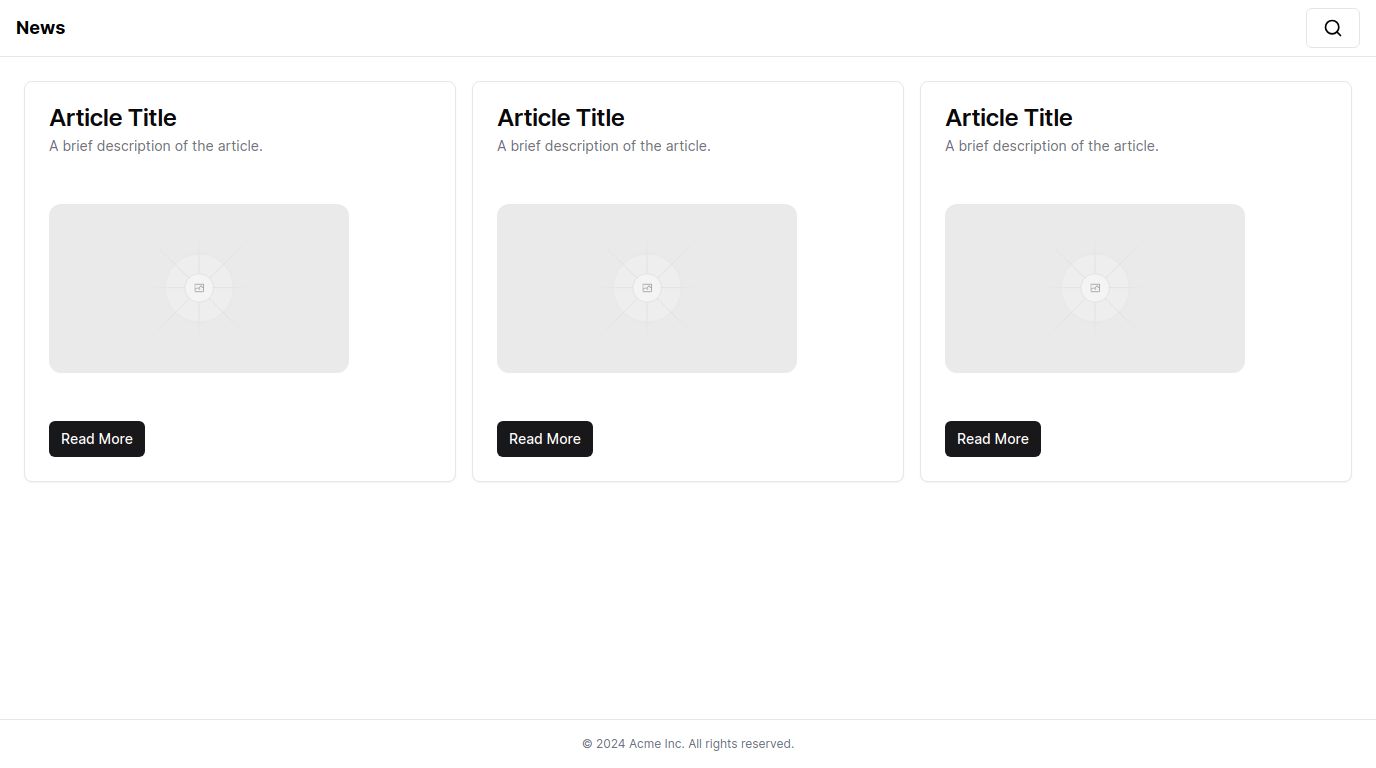 News
Article Title
A brief description of the article.
Read More
Article Title
A brief description of the article.
Read More
Article Title
A brief description of the article.
Read More
© 2024 Acme Inc. All rights reserved.